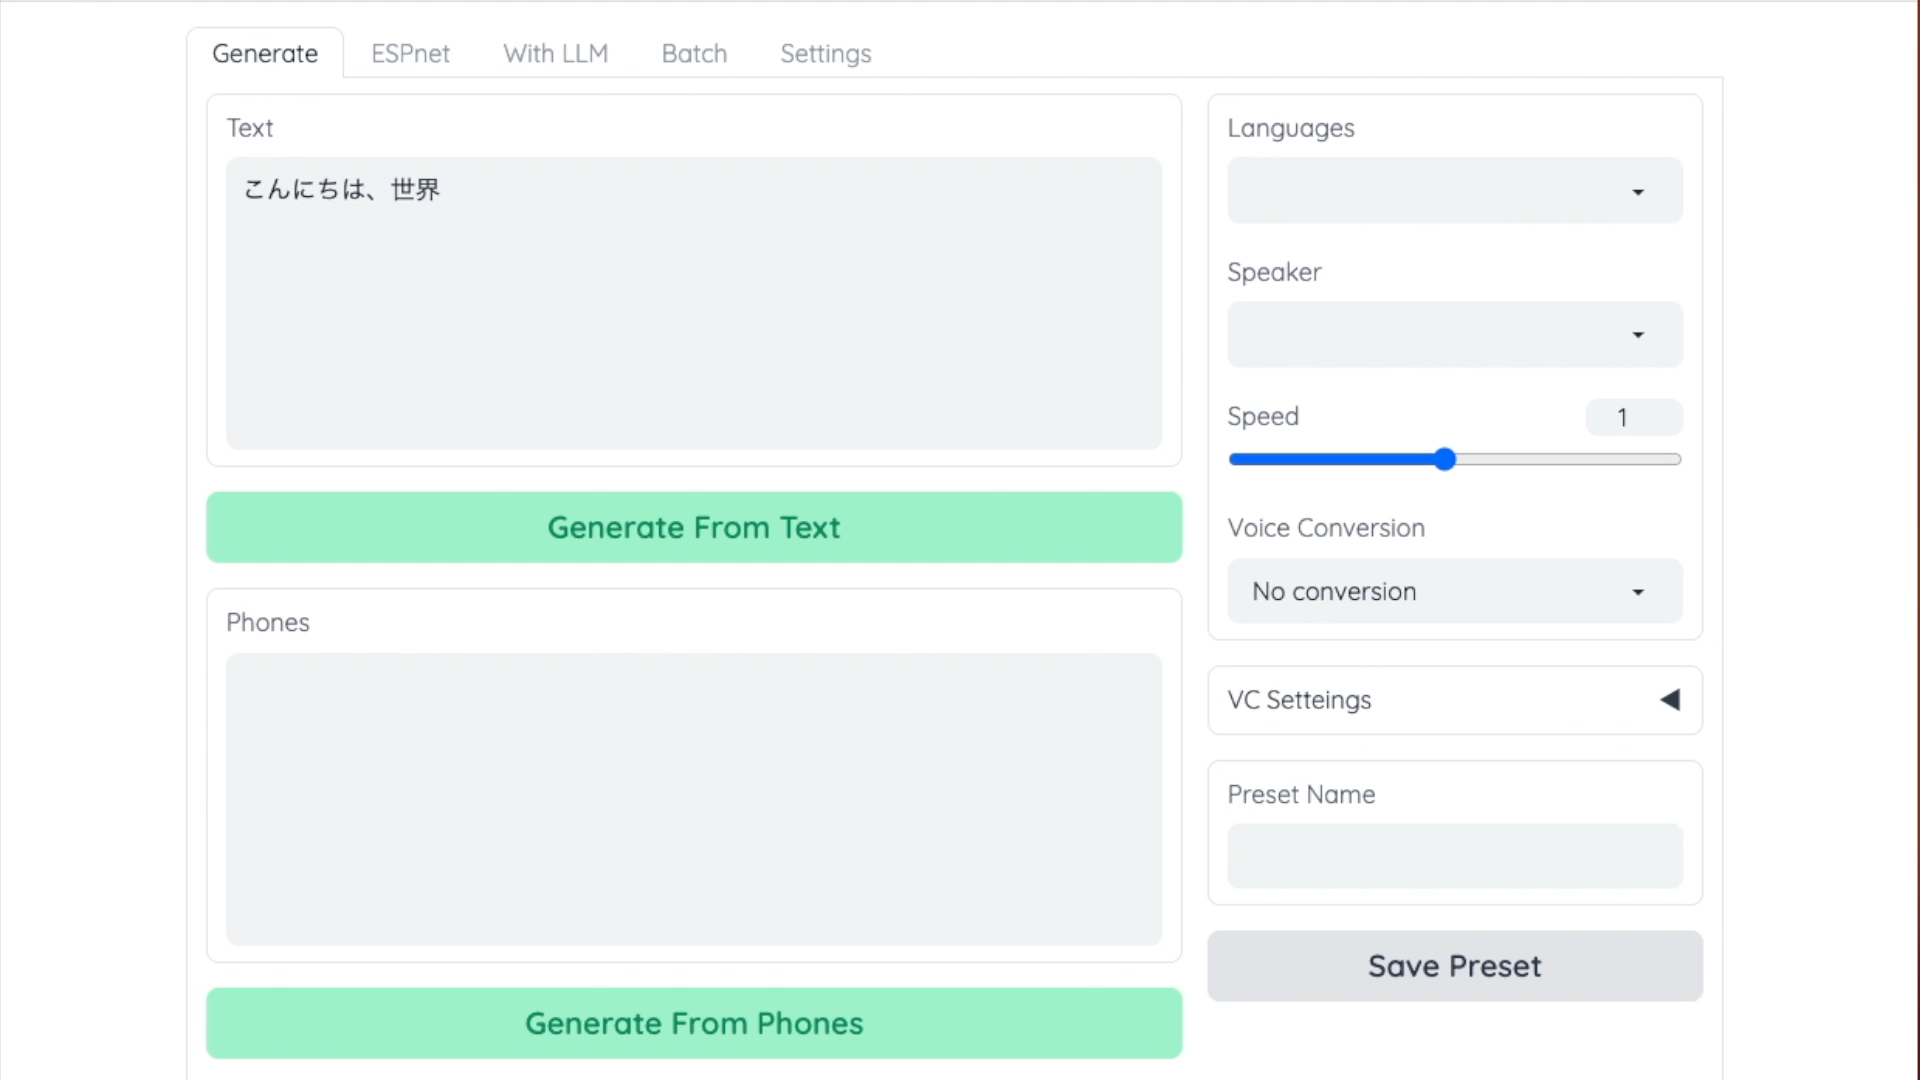 Generate ESPnet With LLM Batch Settings
Text
こんにちは、世界
Generate From Text
Phones
Generate From Phones
Languages
Speaker
Speed 1
Voice Conversion
No conversion
VC Setteings
Preset Name
Save Preset